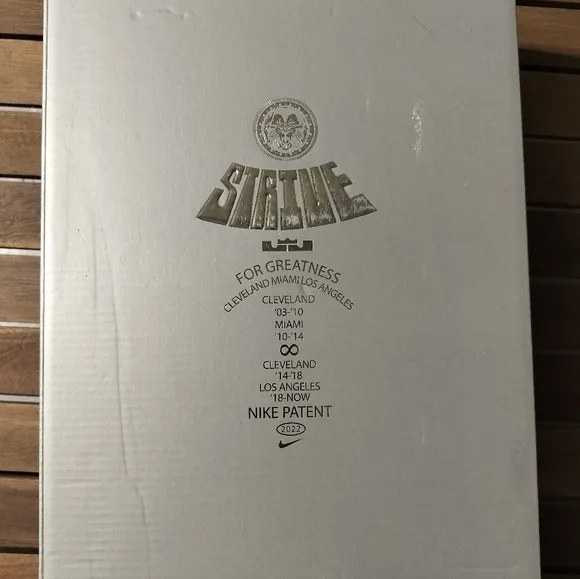 STRIVE
FOR GREATNESS
CLEVELAND MIAMI LOS ANGELES
CLEVELAND
'03-'10
MIAMI
'10-'14
∞
CLEVELAND
'14-'18
LOS ANGELES
'18-NOW
NIKE PATENT
2022